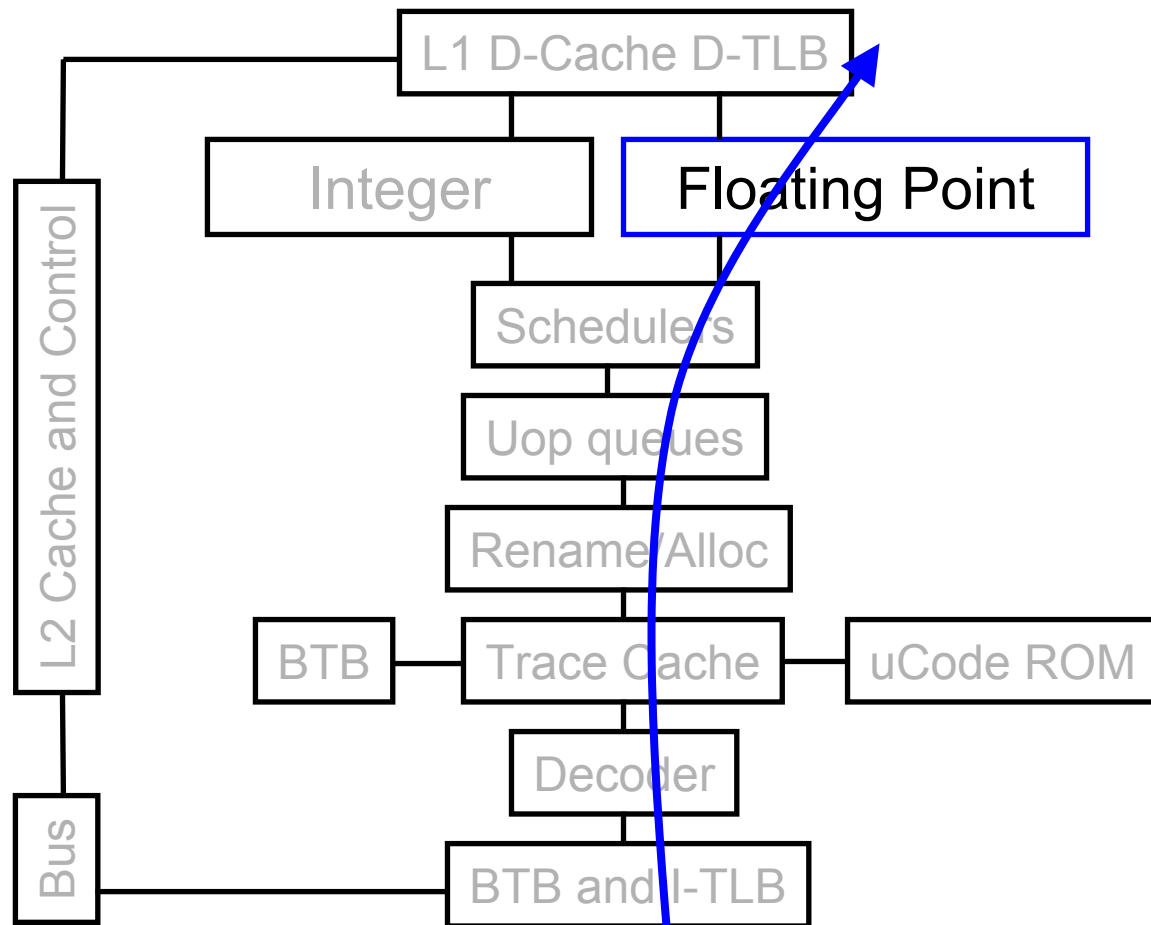 L1 D-Cache D-TLB
Integer
Floating Point
L2 Cache and Control
Schedulers
Uop queues
Rename/Alloc
BTB
Trace Cache
uCode ROM
Decoder
Bus
BTB and I-TLB